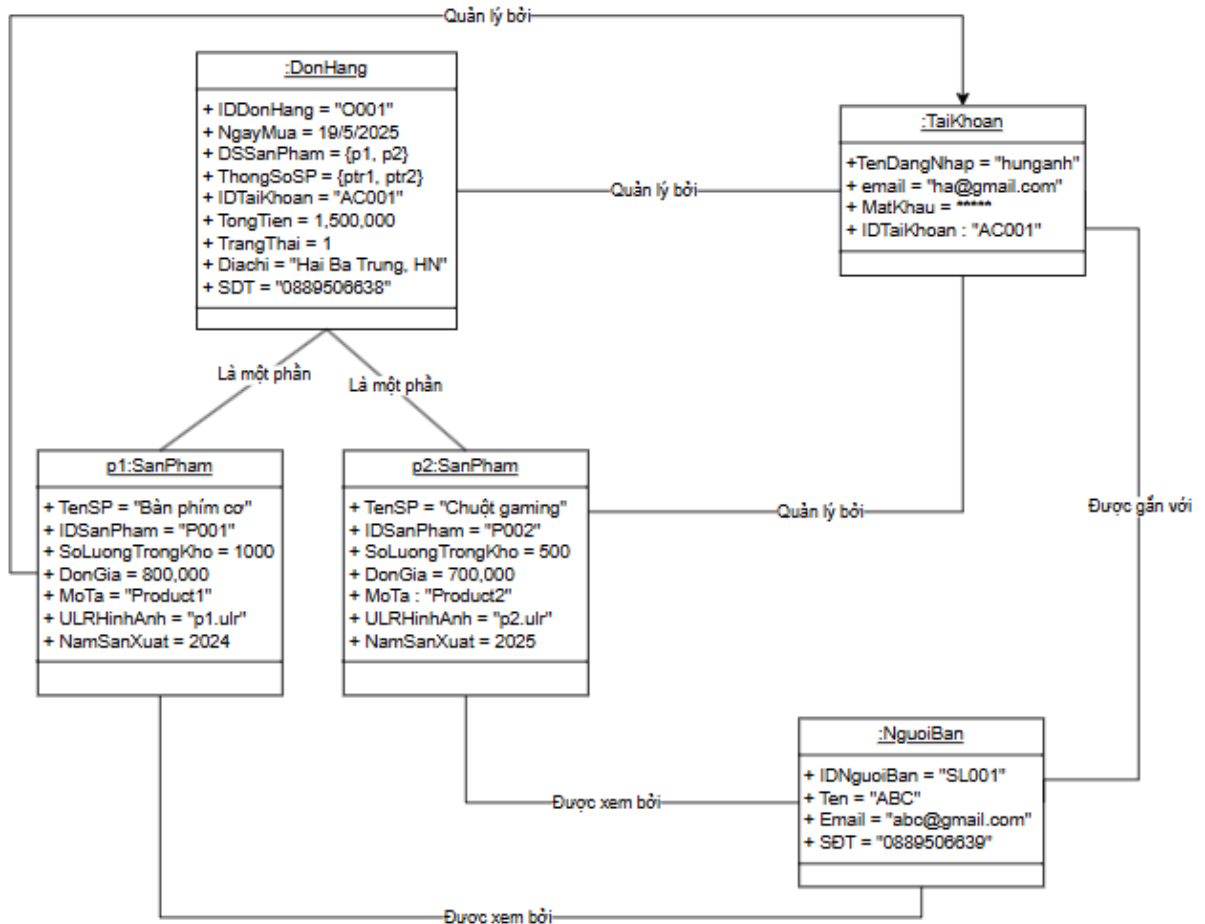 Quản lý bởi
:DonHang
+ IDDonHang = "O001"
+ NgayMua = 19/5/2025
+ DSSanPham = {p1, p2}
+ ThongSoSP = {ptr1, ptr2}
+ IDTaiKhoan = "AC001"
+ TongTien = 1,500,000
+ TrangThai = 1
+ Diachi = "Hai Ba Trung, HN"
+ SDT = "0889506638"
Quản lý bởi
:TaiKhoan
+TenDangNhap = "hunganh"
+ email = "ha@gmail.com"
+ MatKhau = *****
+ IDTaiKhoan : "AC001"
Là một phần
Là một phần
p1:SanPham
+ TenSP = "Bàn phím cơ"
+ IDSanPham = "P001"
+ SoLuongTrongKho = 1000
+ DonGia = 800,000
+ MoTa = "Product1"
+ ULRHinhAnh = "p1.ulr"
+ NamSanXuat = 2024
p2:SanPham
+ TenSP = "Chuột gaming"
+ IDSanPham = "P002"
+ SoLuongTrongKho = 500
+ DonGia = 700,000
+ MoTa : "Product2"
+ ULRHinhAnh = "p2.ulr"
+ NamSanXuat = 2025
Quản lý bởi
Được gắn với
:NguoiBan
+ IDNguoiBan = "SL001"
+ Ten = "ABC"
+ Email = "abc@gmail.com"
+ SĐT = "0889506639"
Được xem bởi
Được xem bởi